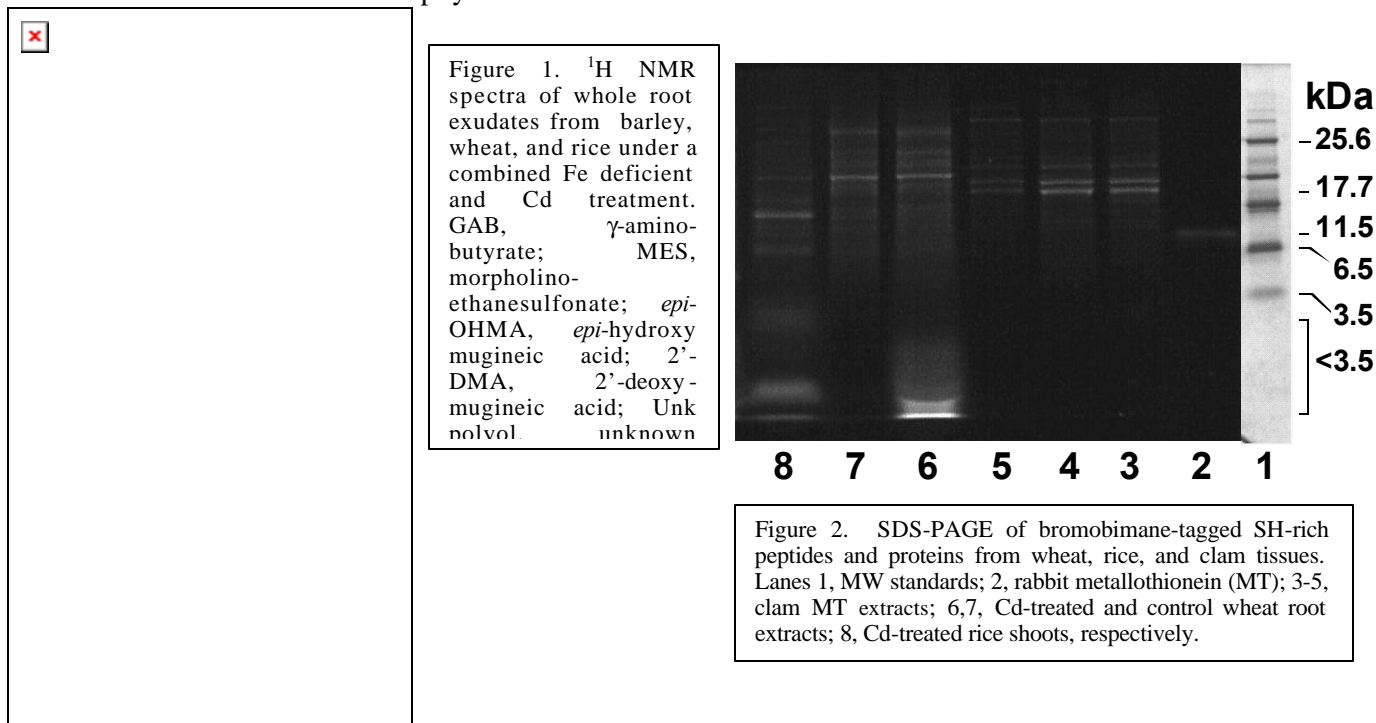 Figure 1. ¹H NMR
spectra of whole root
exudates from barley,
wheat, and rice under a
combined Fe deficient
and Cd treatment.
GAB, γ-amino-
butyrate; MES,
morpholino-
ethanesulfonate; epi-
OHMA, epi-hydroxy
mugineic acid; 2’-
DMA, 2’-deoxy-
mugineic acid; Unk
polyol, unknown
kDa
25.6
17.7
11.5
6.5
3.5
<3.5
8 7 6 5 4 3 2 1
Figure 2. SDS-PAGE of bromobimane-tagged SH-rich
peptides and proteins from wheat, rice, and clam tissues.
Lanes 1, MW standards; 2, rabbit metallothionein (MT); 3-5,
clam MT extracts; 6,7, Cd-treated and control wheat root
extracts; 8, Cd-treated rice shoots, respectively.